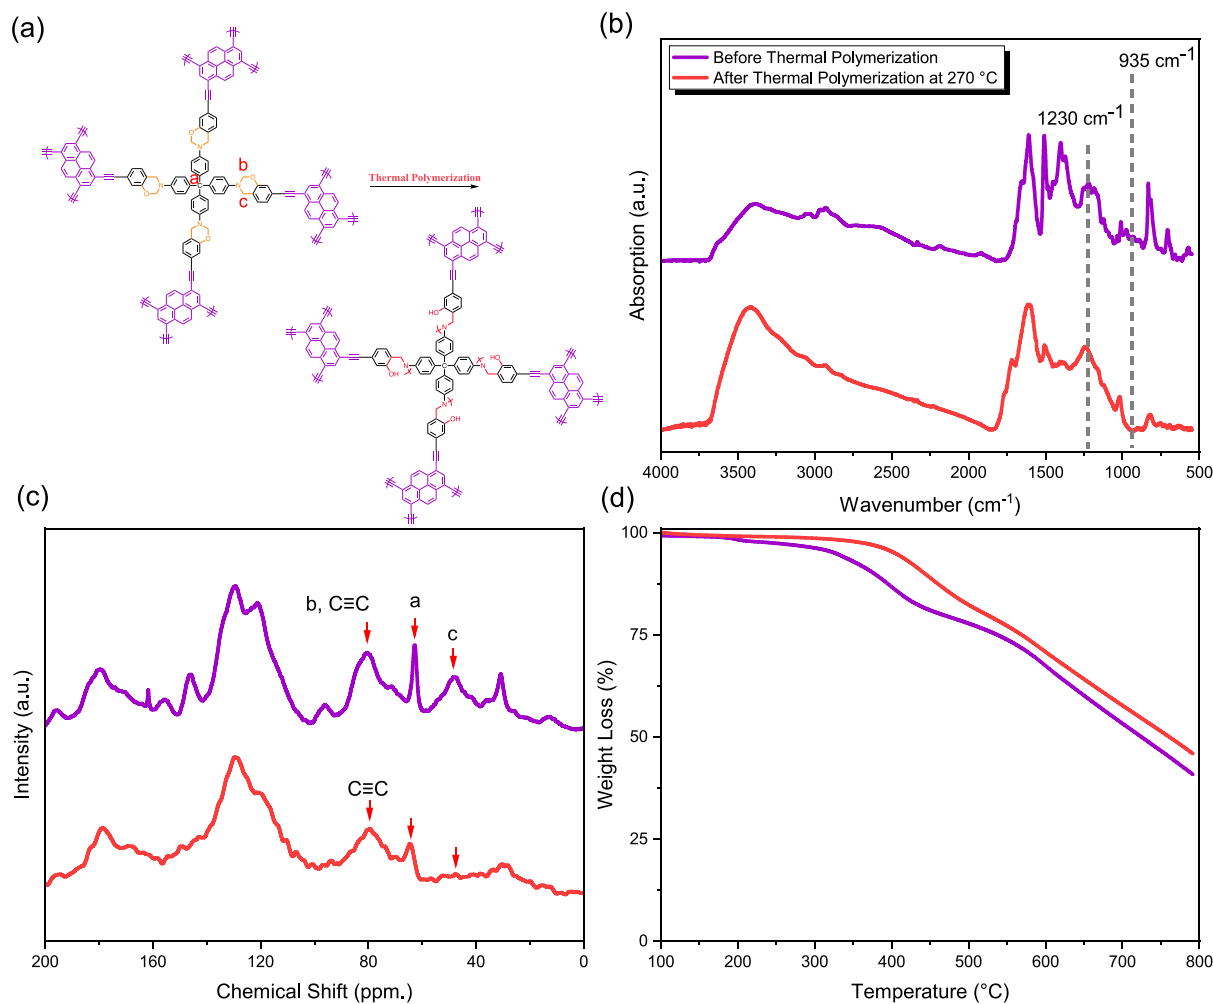 (a)
O
N
b
a
C
N
O
N
O
c
N
O
Thermal Polymerization
HO
N
OH
N
C
N
OH
N
OH
(b)
Before Thermal Polymerization
After Thermal Polymerization at 270 °C
935 cm-1
1230 cm-1
Absorption (a.u.)
4000 3500 3000 2500 2000 1500 1000 500
Wavenumber (cm-1)
(c)
b, C≡C
a
c
C≡C
Intensity (a.u.)
200 160 120 80 40 0
Chemical Shift (ppm.)
(d)
100
75
50
25
0
Weight Loss (%)
100 200 300 400 500 600 700 800
Temperature (°C)